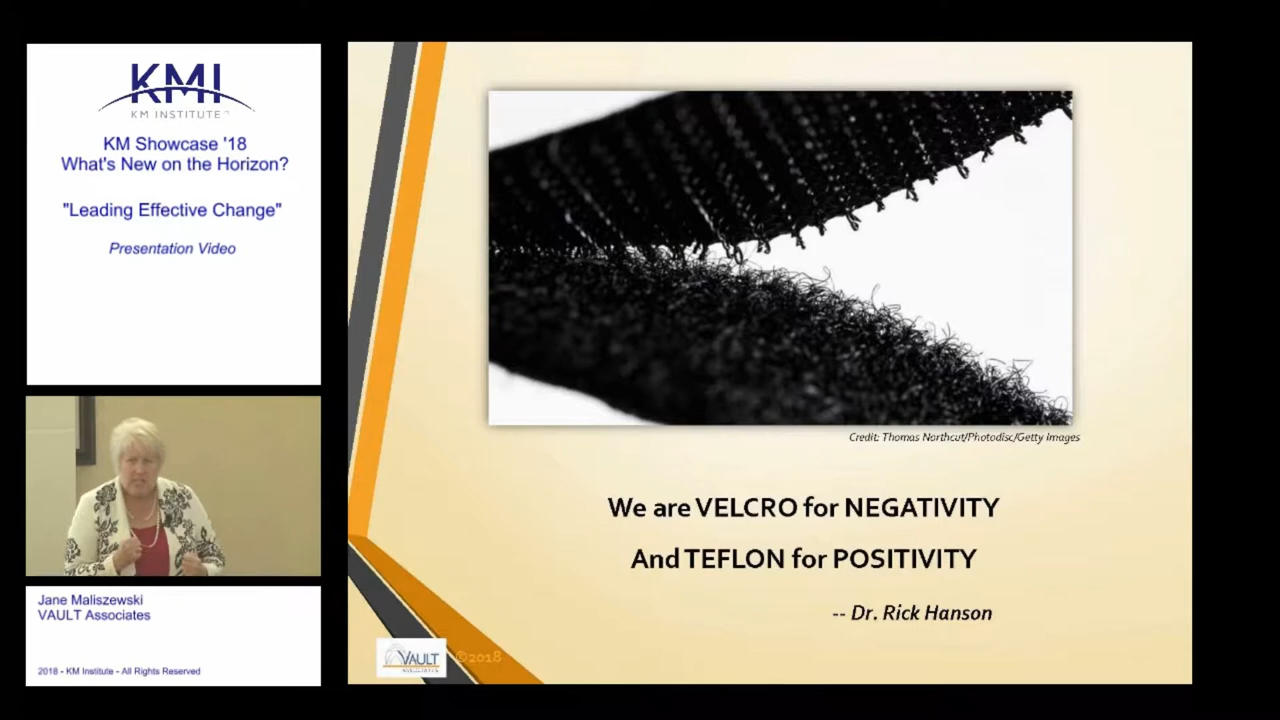 KMI
KM INSTITUTE
KM Showcase '18
What's New on the Horizon?
"Leading Effective Change"
Presentation Video
Jane Maliszewski
VAULT Associates
2018 - KM Institute - All Rights Reserved
Credit: Thomas Northcut/Photodisc/Getty Images
We are VELCRO for NEGATIVITY
And TEFLON for POSITIVITY
-- Dr. Rick Hanson
VAULT
©2018